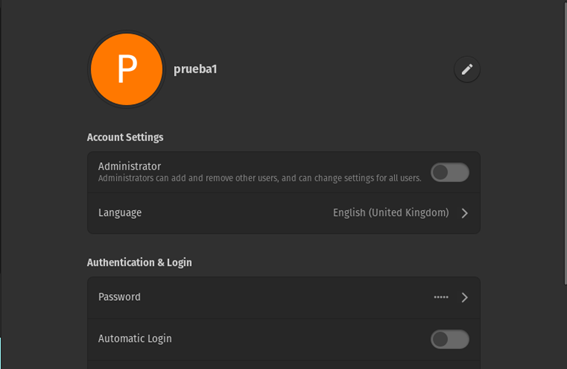 P
prueba1
Account Settings
Administrator
Administrators can add and remove other users, and can change settings for all users.
Language
English (United Kingdom)
Authentication & Login
Password
•••••
Automatic Login